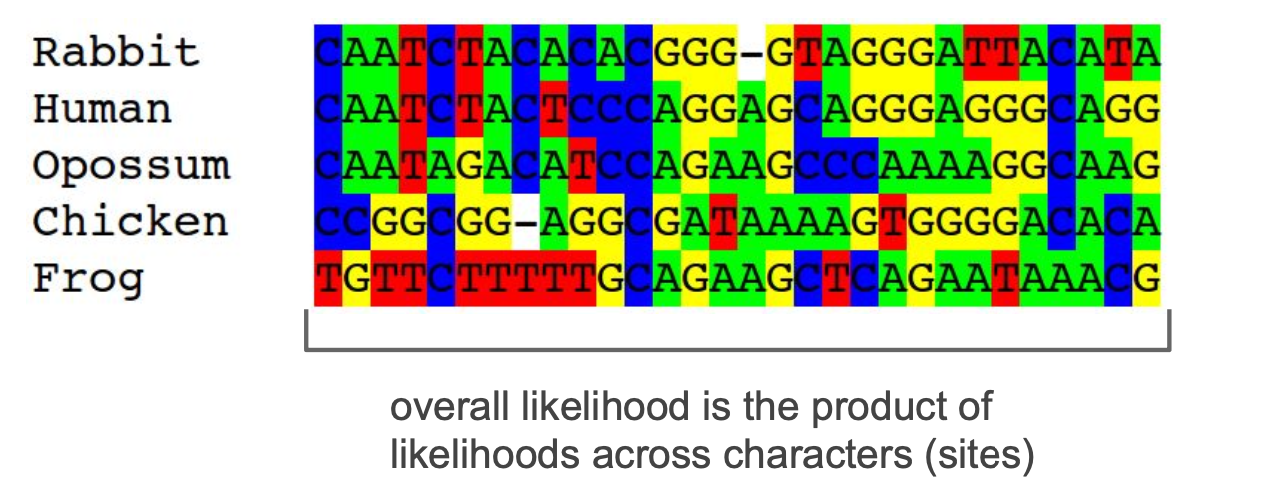 Rabbit CAATCTACACACGGG-GTAGGGATTACATA
Human CAATCTACTCCCAGGAGCAGGGAGGGCAGG
Opossum CAATAGACATCCAGAAGCCCAAAAGGCAAG
Chicken CCGGCGG-AGGCGATAAAAGTGGGGACACA
Frog TGTTCTTTTTGCAGAAGCTCAGAATAAACG
overall likelihood is the product of
likelihoods across characters (sites)